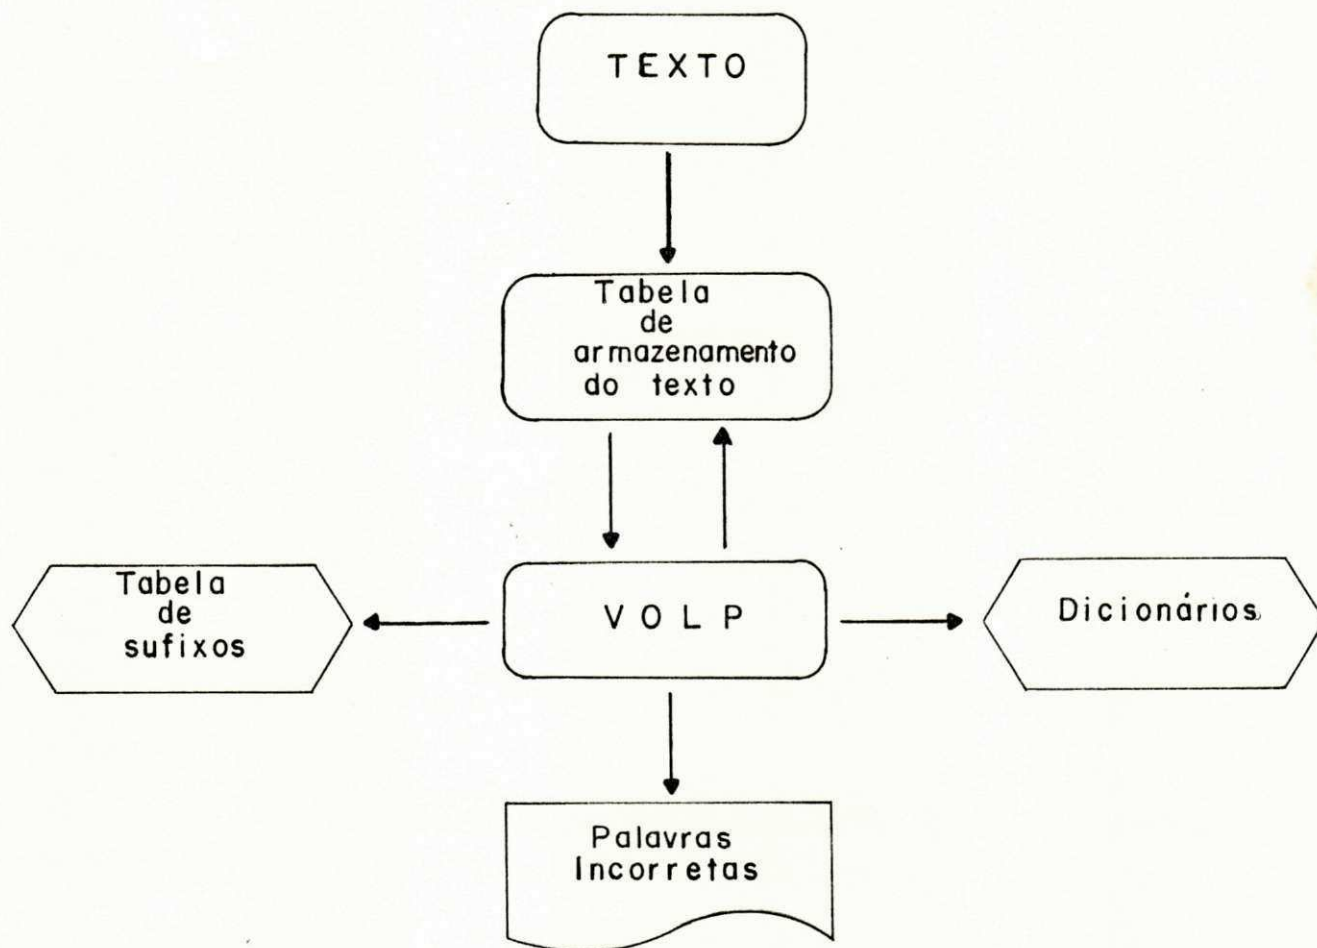 TEXTO
Tabela
de
armazenamento
do texto
Tabela
de
sufixos
VOLP
Dicionários
Palavras
Incorretas